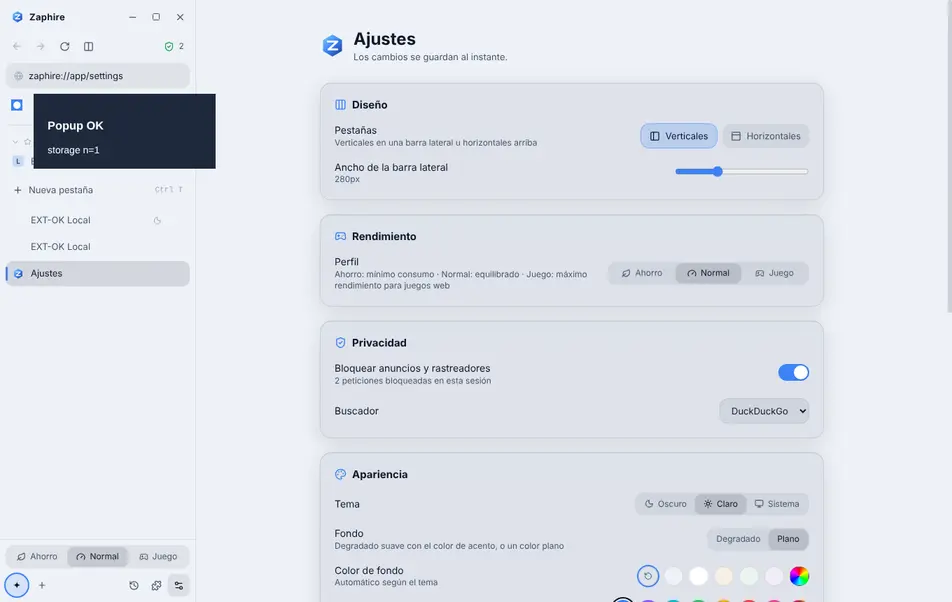 Zaphire
2
zaphire://app/settings
Popup OK
storage n=1
L
Nueva pestaña
Ctrl T
EXT-OK Local
EXT-OK Local
Ajustes
Ahorro
Normal
Juego
Ajustes
Los cambios se guardan al instante.
Diseño
Pestañas
Verticales en una barra lateral u horizontales arriba
Verticales
Horizontales
Ancho de la barra lateral
280px
Rendimiento
Perfil
Ahorro: mínimo consumo · Normal: equilibrado · Juego: máximo
rendimiento para juegos web
Ahorro
Normal
Juego
Privacidad
Bloquear anuncios y rastreadores
2 peticiones bloqueadas en esta sesión
Buscador
DuckDuckGo
Apariencia
Tema
Oscuro
Claro
Sistema
Fondo
Degradado suave con el color de acento, o un color plano
Degradado
Plano
Color de fondo
Automático según el tema